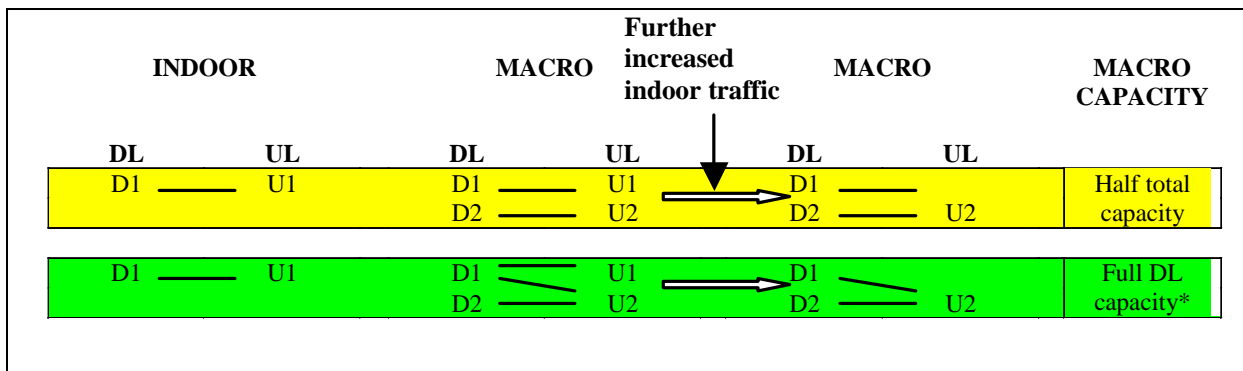 Further
increased
indoor traffic
INDOOR MACRO MACRO MACRO
CAPACITY
DL UL DL UL DL UL
D1 U1 D1 U1 D1 Half total
D2 U2 D2 U2 capacity
D1 U1 D1 U1 D1 Full DL
D2 U2 D2 U2 capacity*